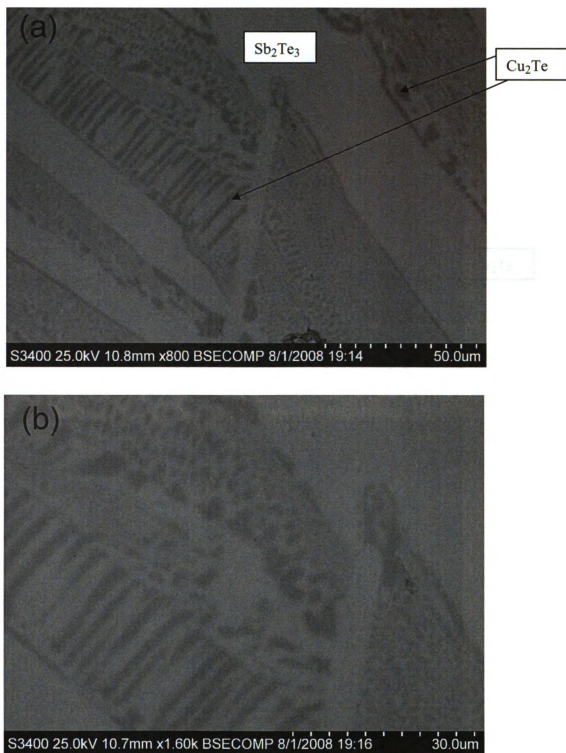 (a)
Sb₂Te₃
Cu₂Te
S3400 25.0kV 10.8mm x800 BSECOMP 8/1/2008 19:14 50.0um
(b)
S3400 25.0kV 10.7mm x1.60k BSECOMP 8/1/2008 19:16 30.0um